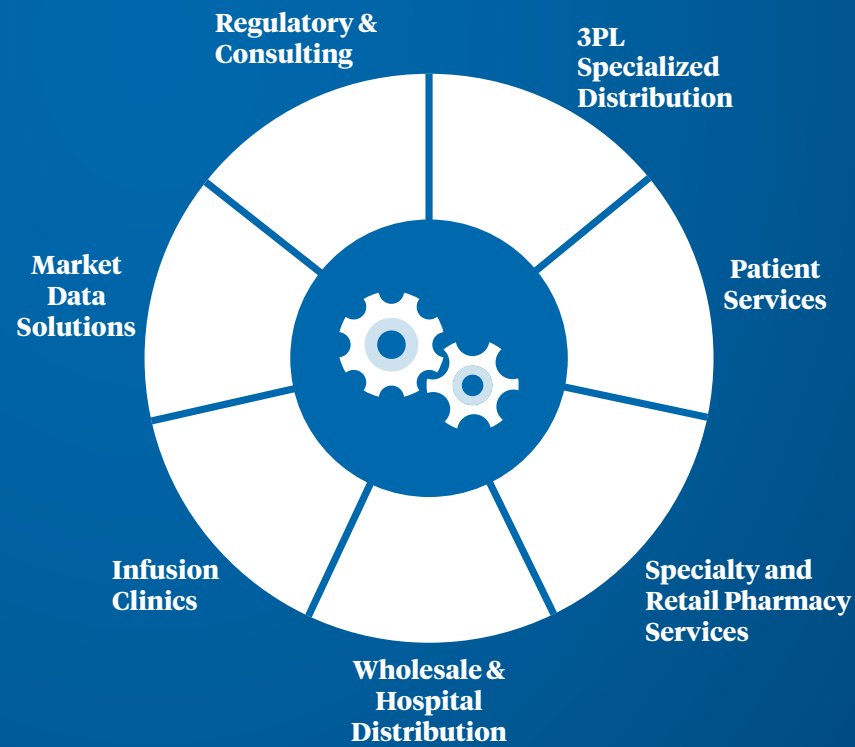 Regulatory &
Consulting
3PL
Specialized
Distribution
Patient
Services
Specialty and
Retail Pharmacy
Services
Wholesale &
Hospital
Distribution
Infusion
Clinics
Market
Data
Solutions